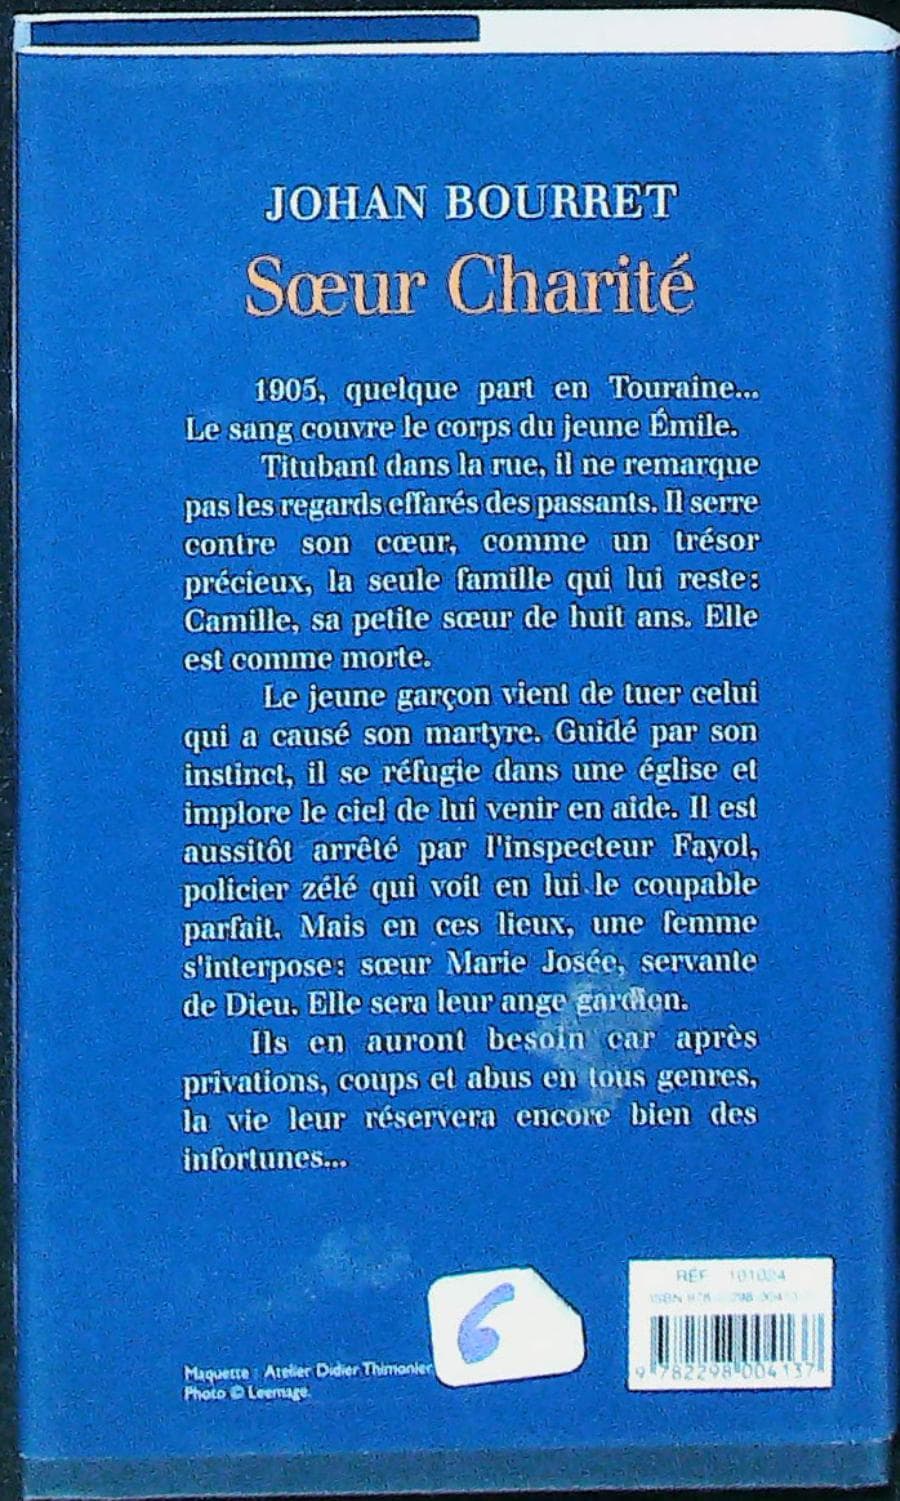 JOHAN BOURRET
Sœur Charité
1905, quelque part en Touraine...
Le sang couvre le corps du jeune Émile.
Titubant dans la rue, il ne remarque
pas les regards effarés des passants. Il serre
contre son cœur, comme un trésor
précieux, la seule famille qui lui reste:
Camille, sa petite sœur de huit ans. Elle
est comme morte.
Le jeune garçon vient de tuer celui
qui a causé son martyre. Guidé par son
instinct, il se réfugie dans une église et
implore le ciel de lui venir en aide. Il est
aussitôt arrêté par l'inspecteur Fayol,
policier zélé qui voit en lui le coupable
parfait. Mais en ces lieux, une femme
s'interpose: sœur Marie Josée, servante
de Dieu. Elle sera leur ange gardien.
Ils en auront besoin car après
privations, coups et abus en tous genres,
la vie leur réservera encore bien des
infortunes...
6
RÉF 101024
ISBN 978
9 782298 004137
Maquette : Atelier Didier Thimonier
Photo © Leemage